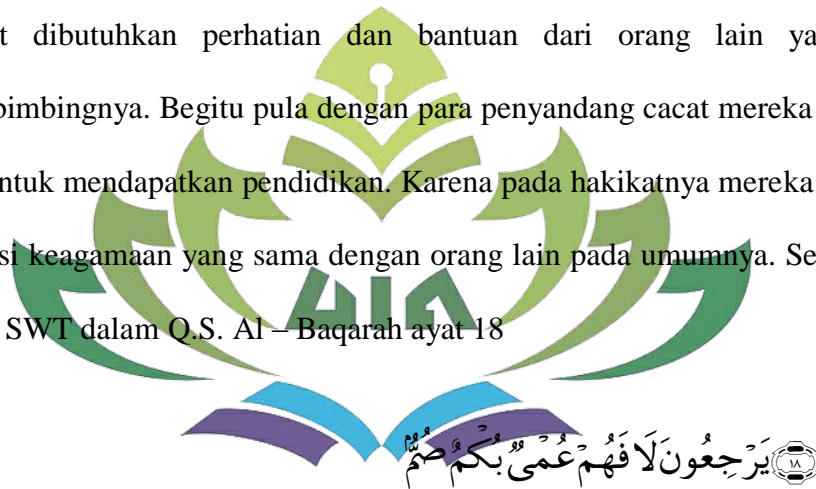 t dibutuhkan perhatian dan bantuan dari orang lain ya
bimbingnya. Begitu pula dengan para penyandang cacat mereka
ntuk mendapatkan pendidikan. Karena pada hakikatnya mereka
si keagamaan yang sama dengan orang lain pada umumnya. Se
UIN
SWT dalam Q.S. Al – Baqarah ayat 18
١٨ يَرْجِعُونَ لَا فَهُمْ عُمْىٌ بُكْمٌ صُمٌّ